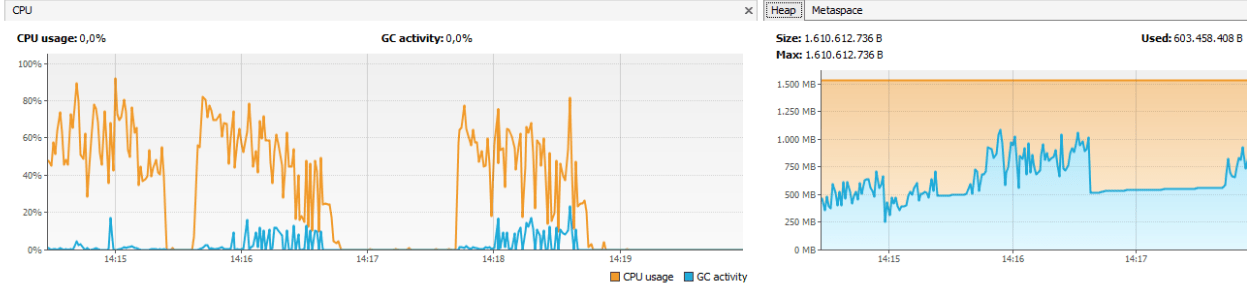 CPU
CPU usage: 0,0%
GC activity: 0,0%
100%
80%
60%
40%
20%
0%
14:15
14:16
14:17
14:18
14:19
CPU usage
GC activity
Heap
Metaspace
Size: 1.610.612.736 B
Used: 603.458.408 B
Max: 1.610.612.736 B
1.500 MB
1.250 MB
1.000 MB
750 MB
500 MB
250 MB
0 MB
14:15
14:16
14:17